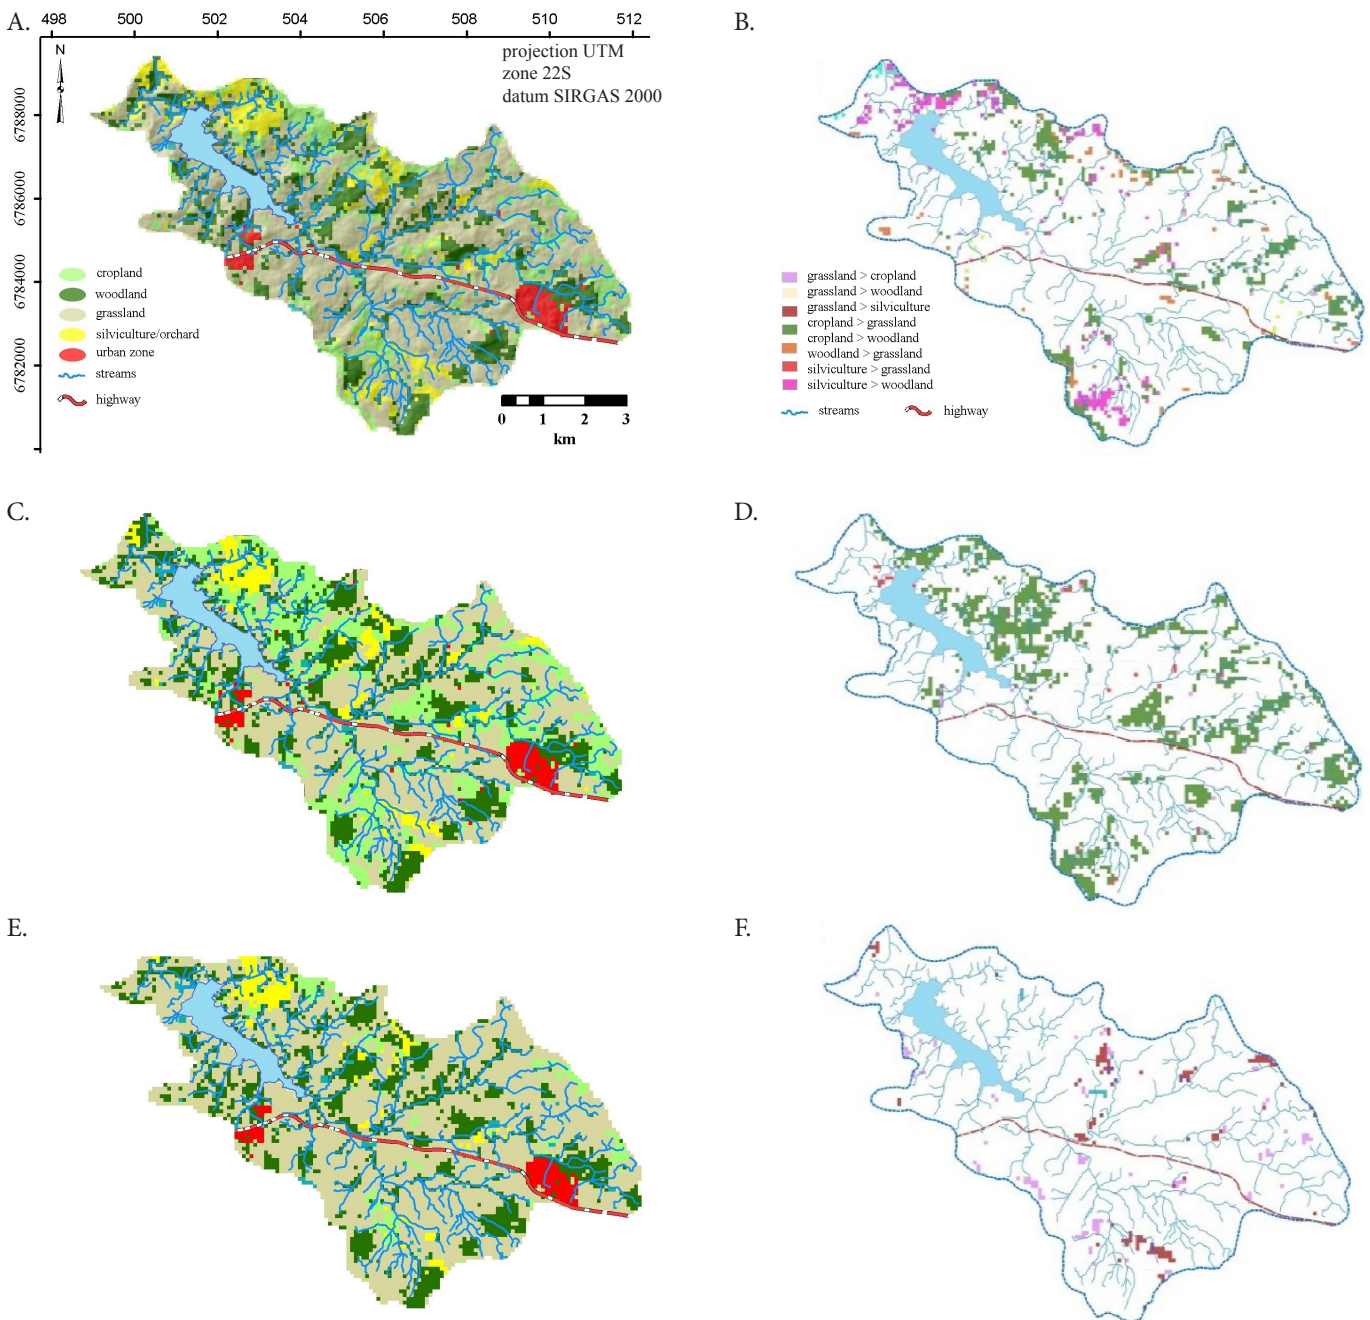 A.
498 500 502 504 506 508 510 512
N
projection UTM
zone 22S
datum SIRGAS 2000
6788000
6786000
6784000
6782000
cropland
woodland
grassland
silviculture/orchard
urban zone
streams
highway
0 1 2 3
km
B.
grassland > cropland
grassland > woodland
grassland > silviculture
cropland > grassland
cropland > woodland
woodland > grassland
silviculture > grassland
silviculture > woodland
streams highway
C.
D.
E.
F.